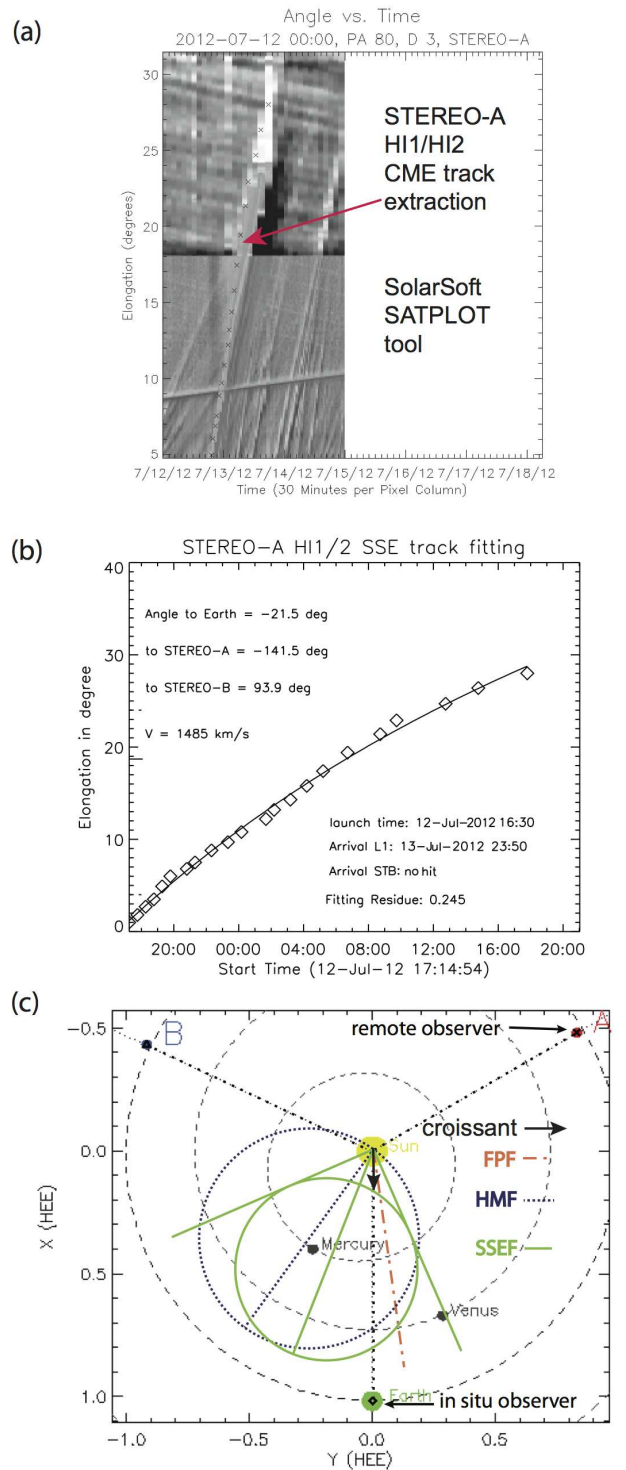 (a)
Angle vs. Time
2012-07-12 00:00, PA 80, D 3, STEREO-A
30
25
20
15
10
5
Elongation (degrees)
STEREO-A
HI1/HI2
CME track
extraction
SolarSoft
SATPLOT
tool
7/12/12 7/13/12 7/14/12 7/15/12 7/16/12 7/17/12 7/18/12
Time (30 Minutes per Pixel Column)
(b)
STEREO-A HI1/2 SSE track fitting
40
30
20
10
0
Elongation in degree
Angle to Earth = -21.5 deg
to STEREO-A = -141.5 deg
to STEREO-B = 93.9 deg
V = 1485 km/s
launch time: 12-Jul-2012 16:30
Arrival L1: 13-Jul-2012 23:50
Arrival STB: no hit
Fitting Residue: 0.245
20:00 00:00 04:00 08:00 12:00 16:00 20:00
Start Time (12-Jul-12 17:14:54)
(c)
-0.5
0.0
0.5
1.0
X (HEE)
B
remote observer
A
Sun
croissant
FPF
HMF
SSEF
Mercury
Venus
Earth
in situ observer
-1.0 -0.5 0.0 0.5
Y (HEE)